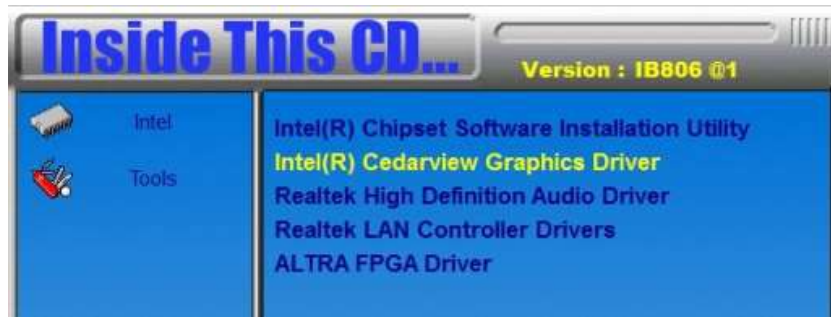 Inside This CD...
Version : IB806 @1
Intel
Tools
Intel(R) Chipset Software Installation Utility
Intel(R) Cedarview Graphics Driver
Realtek High Definition Audio Driver
Realtek LAN Controller Drivers
ALTRA FPGA Driver